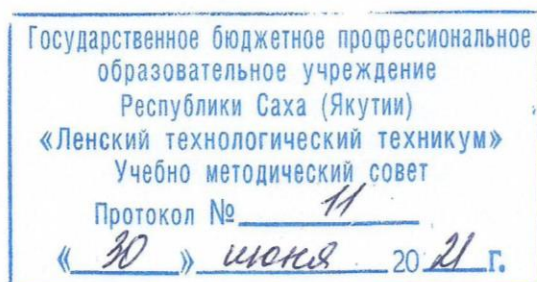 Государственное бюджетное профессиональное
образовательное учреждение
Республики Саха (Якутии)
«Ленский технологический техникум»
Учебно методический совет
Протокол № 11
« 30 » июня 20 21 г.